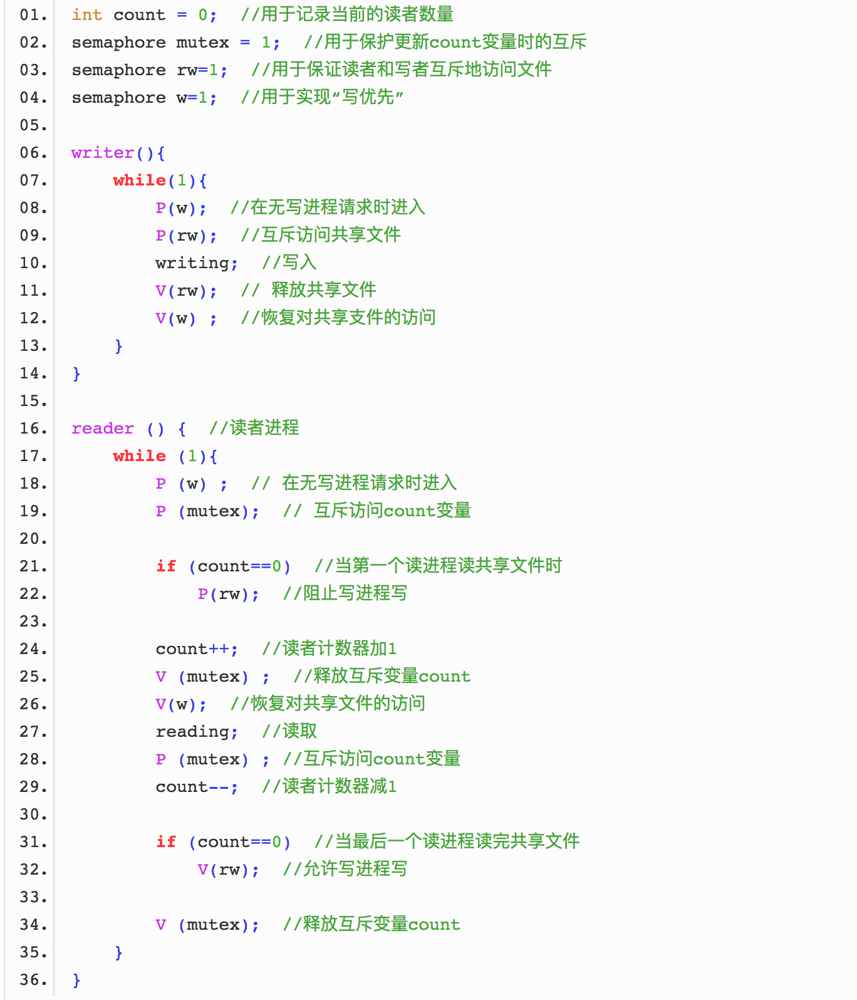 01. int count = 0; //用于记录当前的读者数量
02. semaphore mutex = 1; //用于保护更新count变量时的互斥
03. semaphore rw=1; //用于保证读者和写者互斥地访问文件
04. semaphore w=1; //用于实现“写优先”
05.
06. writer(){
07. while(1){
08. P(w); //在无写进程请求时进入
09. P(rw); //互斥访问共享文件
10. writing; //写入
11. V(rw); // 释放共享文件
12. V(w) ; //恢复对共享支件的访问
13. }
14. }
15.
16. reader () { //读者进程
17. while (1){
18. P (w) ; // 在无写进程请求时进入
19. P (mutex); // 互斥访问count变量
20.
21. if (count==0) //当第一个读进程读共享文件时
22. P(rw); //阻止写进程写
23.
24. count++; //读者计数器加1
25. V (mutex) ; //释放互斥变量count
26. V(w); //恢复对共享文件的访问
27. reading; //读取
28. P (mutex) ; //互斥访问count变量
29. count--; //读者计数器减1
30.
31. if (count==0) //当最后一个读进程读完共享文件
32. V(rw); //允许写进程写
33.
34. V (mutex); //释放互斥变量count
35. }
36. }